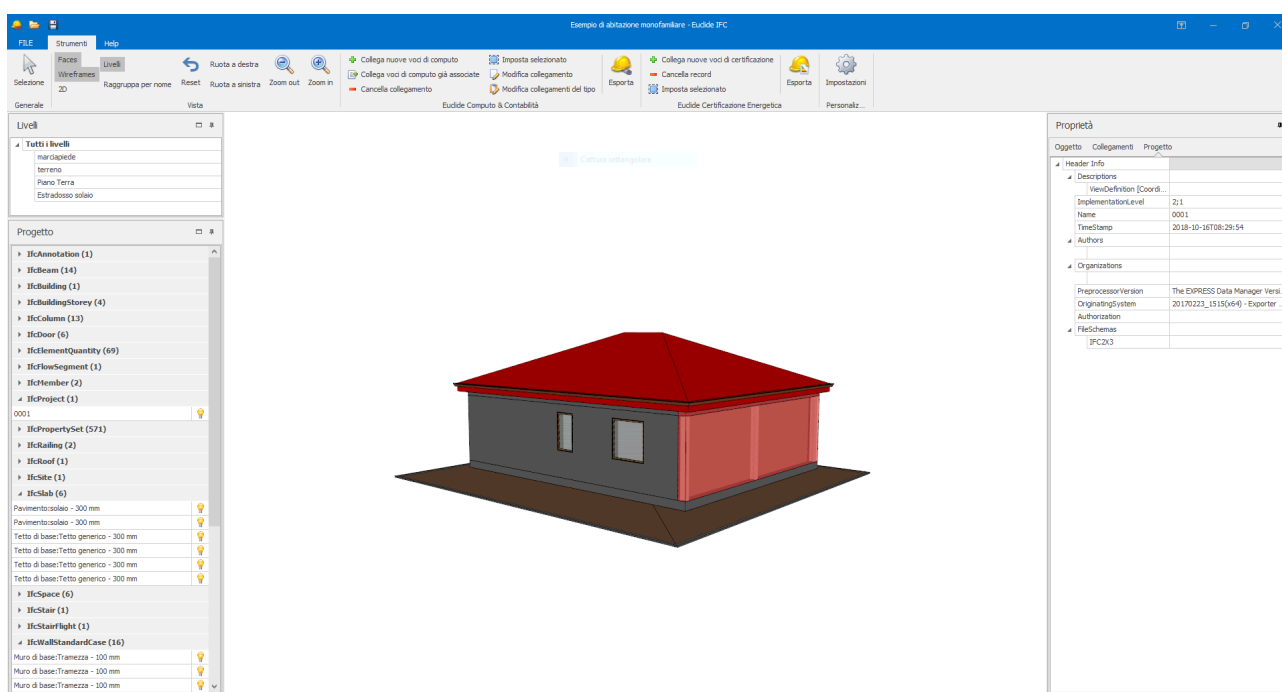 Esempio di abitazione monofamiliare - Euclide IFC
FILE Strumenti Help
Selezione
Generale
Faces
Wireframes
2D
Livelli
Raggruppa per nome
Reset
Ruota a destra
Ruota a sinistra
Zoom out
Zoom in
Vista
Collega nuove voci di computo
Collega voci di computo già associate
Cancella collegamento
Imposta selezionato
Modifica collegamento
Modifica collegamenti del tipo
Esporta
Euclide Computo & Contabilità
Collega nuove voci di certificazione
Cancella record
Imposta selezionato
Esporta
Euclide Certificazione Energetica
Impostazioni
Personaliz...
Livelli
Tutti i livelli
marciapiede
terreno
Piano Terra
Estradosso solaio
Progetto
IfcAnnotation (1)
IfcBeam (14)
IfcBuilding (1)
IfcBuildingStorey (4)
IfcColumn (13)
IfcDoor (6)
IfcElementQuantity (69)
IfcFlowSegment (1)
IfcMember (2)
IfcProject (1)
0001
IfcPropertySet (571)
IfcRailing (2)
IfcRoof (1)
IfcSite (1)
IfcSlab (6)
Pavimento:solaio - 300 mm
Pavimento:solaio - 300 mm
Tetto di base:Tetto generico - 300 mm
Tetto di base:Tetto generico - 300 mm
Tetto di base:Tetto generico - 300 mm
Tetto di base:Tetto generico - 300 mm
IfcSpace (6)
IfcStair (1)
IfcStairFlight (1)
IfcWallStandardCase (16)
Muro di base:Tramezza - 100 mm
Muro di base:Tramezza - 100 mm
Muro di base:Tramezza - 100 mm
Cattura rettangolare
Proprietà
Oggetto Collegamenti Progetto
Header Info
Descriptions
ViewDefinition [Coordi...
ImplementationLevel 2;1
Name 0001
TimeStamp 2018-10-16T08:29:54
Authors
Organizations
PreprocessorVersion The EXPRESS Data Manager Versi...
OriginatingSystem 20170223_1515(x64) - Exporter ...
Authorization
FileSchemas
IFC2X3